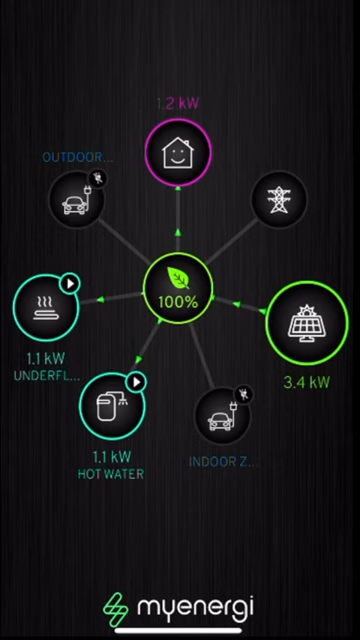 1.2 kW
OUTDOOR...
100%
1.1 kW
UNDERFL...
3.4 kW
1.1 kW
HOT WATER
INDOOR Z...
myenergi